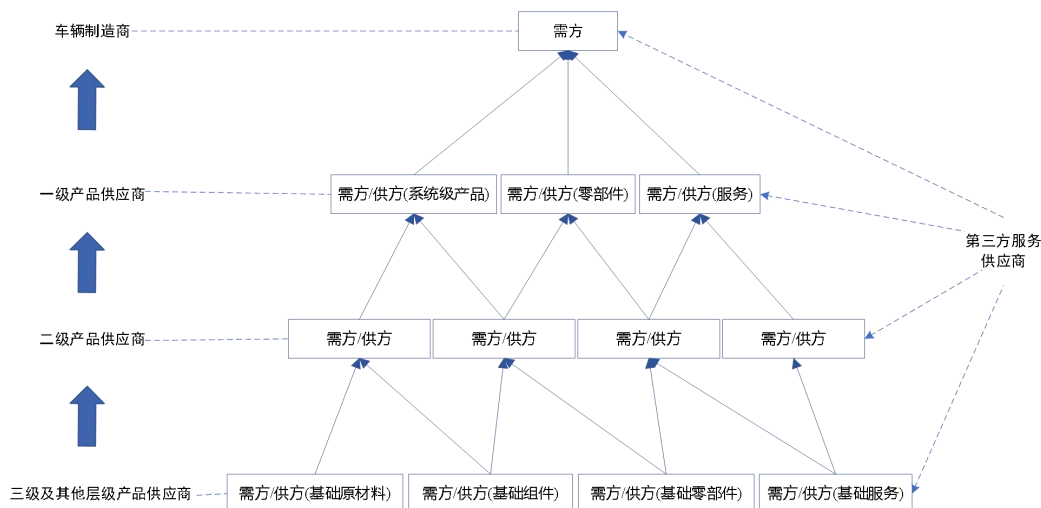 车辆制造商
需方
一级产品供应商
需方/供方(系统级产品)
需方/供方(零部件)
需方/供方(服务)
第三方服务
供应商
二级产品供应商
需方/供方
需方/供方
需方/供方
需方/供方
三级及其他层级产品供应商
需方/供方(基础原材料)
需方/供方(基础组件)
需方/供方(基础零部件)
需方/供方(基础服务)